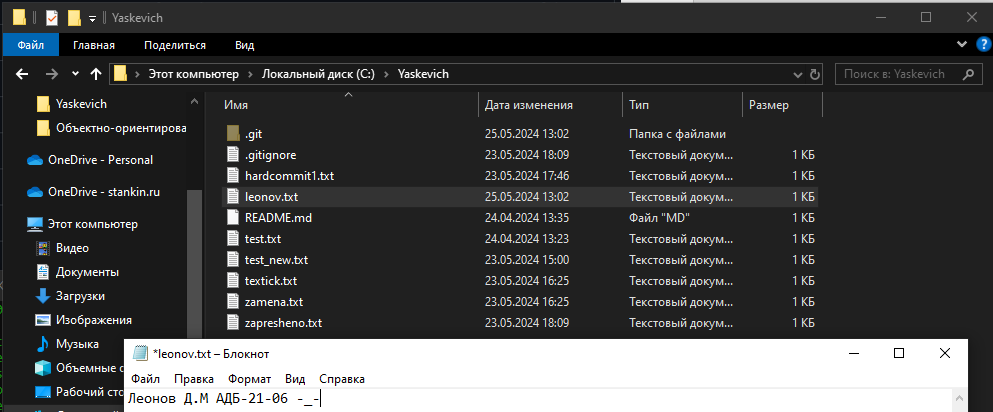 Yaskevich
Файл Главная Поделиться Вид
Этот компьютер Локальный диск (C:) Yaskevich
Поиск в: Yaskevich
Yaskevich
Объектно-ориентирова
OneDrive - Personal
OneDrive - stankin.ru
Этот компьютер
Видео
Документы
Загрузки
Изображения
Музыка
Объемные о
Рабочий сто
Имя Дата изменения Тип Размер
.git 25.05.2024 13:02 Папка с файлами
.gitignore 23.05.2024 18:09 Текстовый докум... 1 КБ
hardcommit1.txt 23.05.2024 17:46 Текстовый докум... 1 КБ
leonov.txt 25.05.2024 13:02 Текстовый докум... 1 КБ
README.md 24.04.2024 13:35 Файл "MD" 1 КБ
test.txt 24.04.2024 13:23 Текстовый докум... 1 КБ
test_new.txt 23.05.2024 15:00 Текстовый докум... 1 КБ
textick.txt 23.05.2024 16:25 Текстовый докум... 1 КБ
zamena.txt 23.05.2024 16:25 Текстовый докум... 1 КБ
zapresheno.txt 23.05.2024 18:09 Текстовый докум... 1 КБ
*leonov.txt – Блокнот
Файл Правка Формат Вид Справка
Леонов Д.М АДБ-21-06 -_-